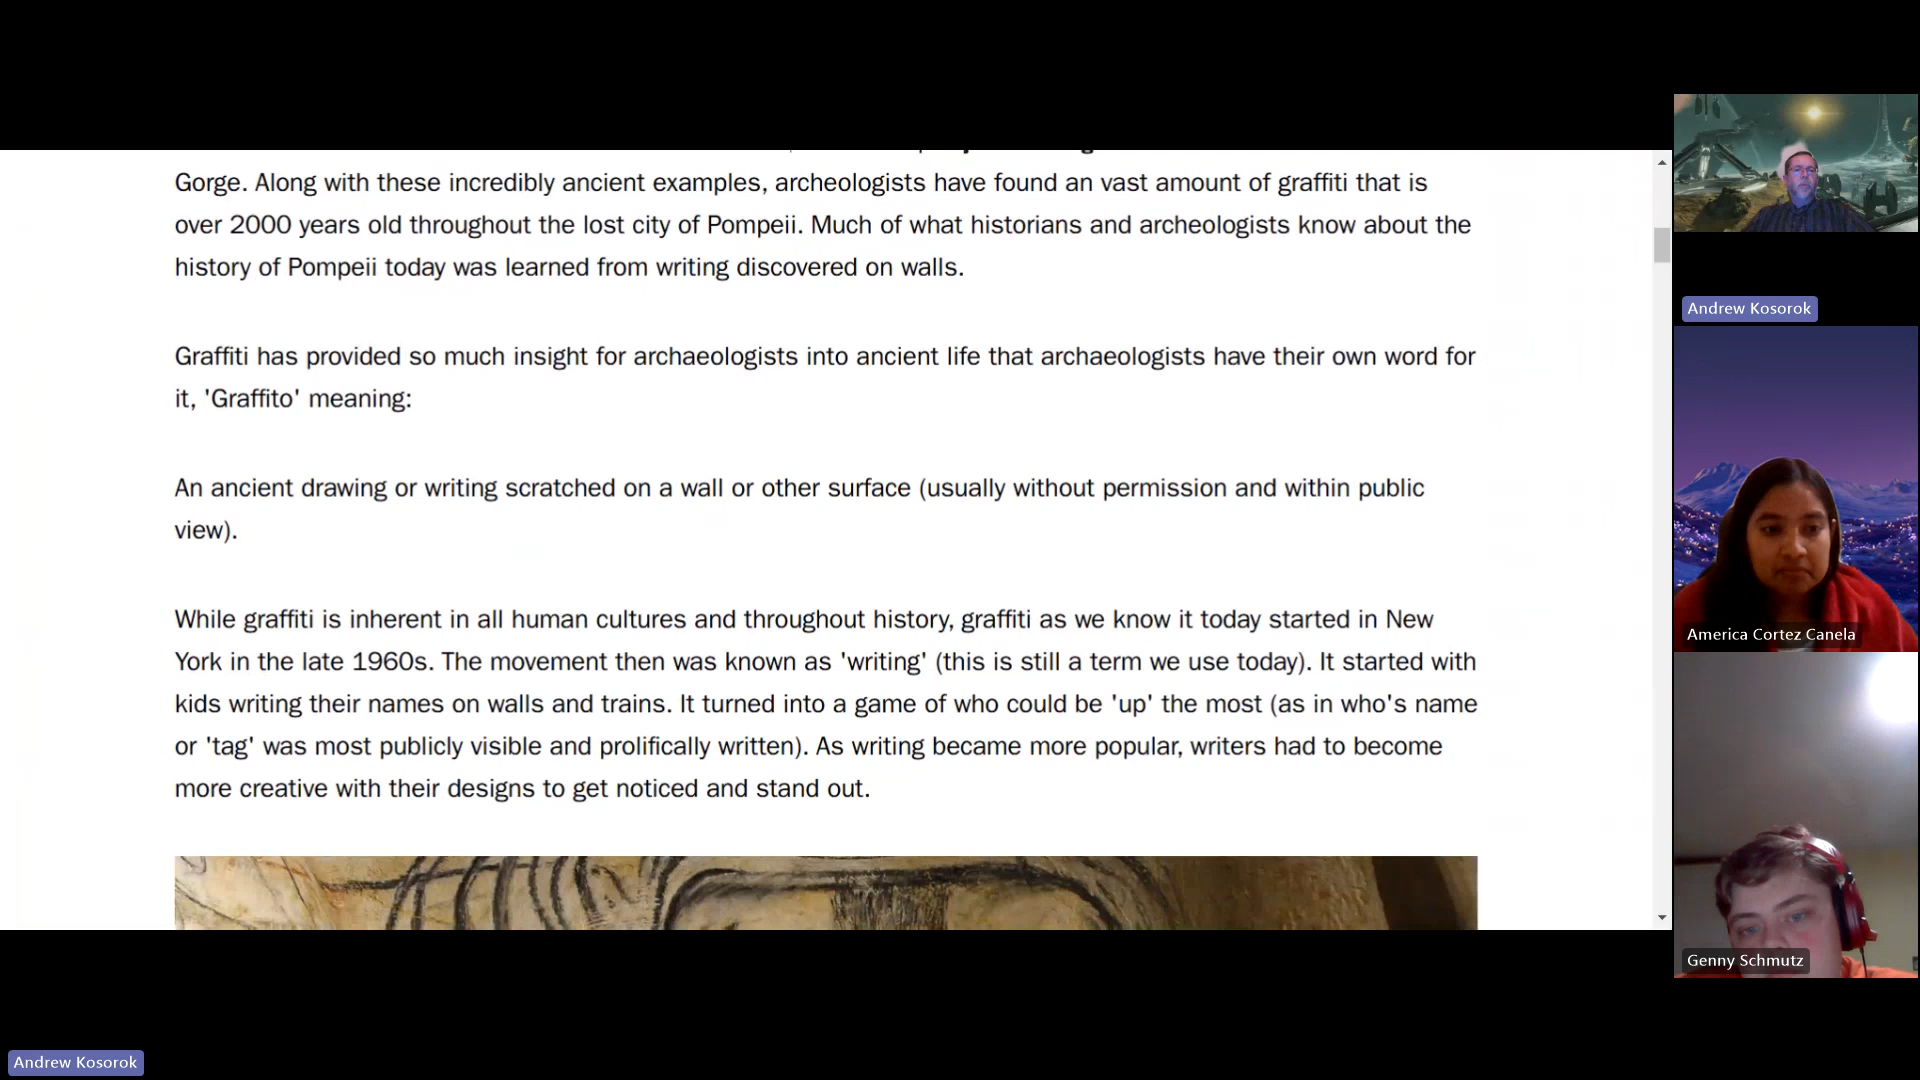 Gorge. Along with these incredibly ancient examples, archeologists have found an vast amount of graffiti that is
over 2000 years old throughout the lost city of Pompeii. Much of what historians and archeologists know about the
history of Pompeii today was learned from writing discovered on walls.
Graffiti has provided so much insight for archaeologists into ancient life that archaeologists have their own word for
it, 'Graffito' meaning:
An ancient drawing or writing scratched on a wall or other surface (usually without permission and within public
view).
While graffiti is inherent in all human cultures and throughout history, graffiti as we know it today started in New
York in the late 1960s. The movement then was known as 'writing' (this is still a term we use today). It started with
kids writing their names on walls and trains. It turned into a game of who could be 'up' the most (as in who's name
or 'tag' was most publicly visible and prolifically written). As writing became more popular, writers had to become
more creative with their designs to get noticed and stand out.
Andrew Kosorok
America Cortez Canela
Genny Schmutz
Andrew Kosorok